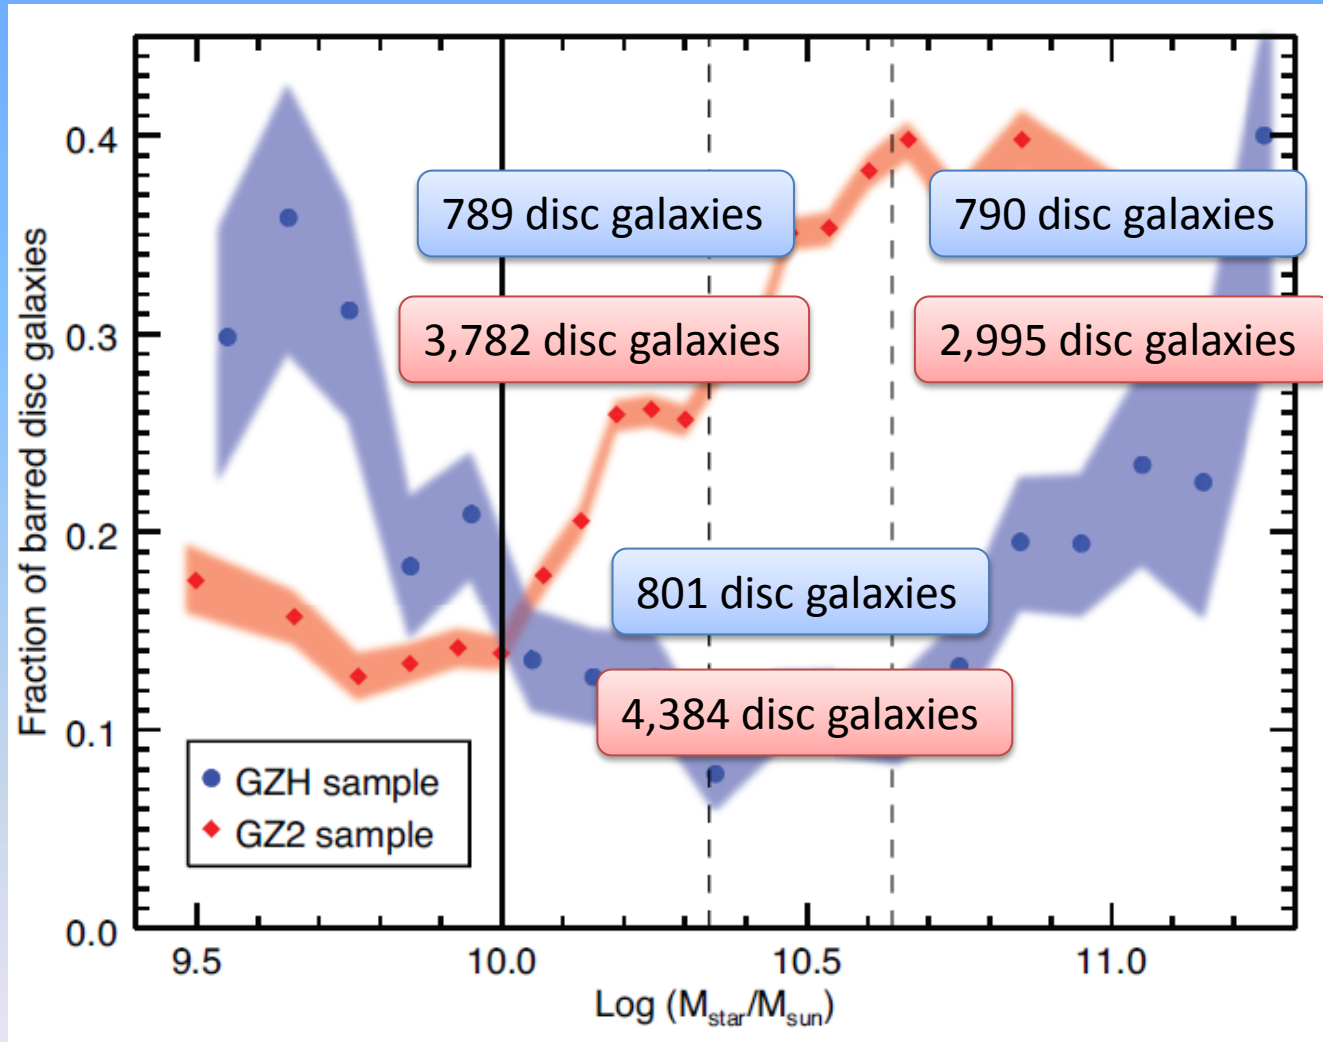 Fraction of barred disc galaxies
0.4
0.3
0.2
0.1
0.0
789 disc galaxies
790 disc galaxies
3,782 disc galaxies
2,995 disc galaxies
801 disc galaxies
4,384 disc galaxies
GZH sample
GZ2 sample
9.5 10.0 10.5 11.0
Log (Mstar/Msun)